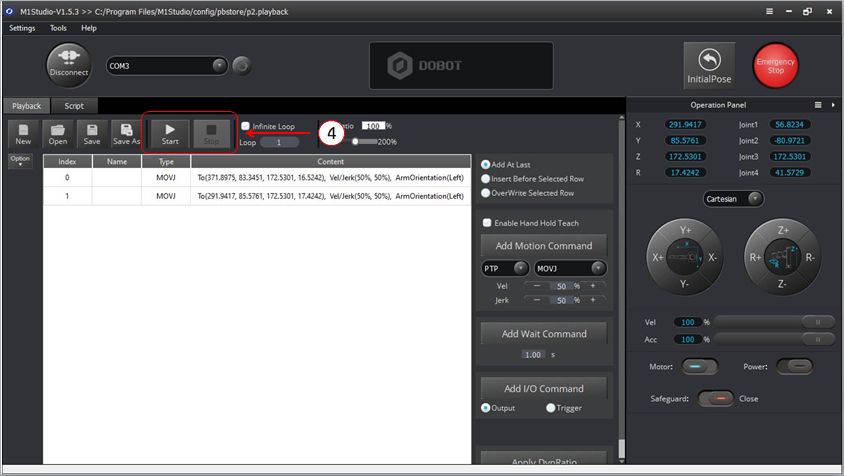 M1Studio-V1.5.3 >> C:/Program Files/M1Studio/config/pbstore/p2.playback
Settings Tools Help
Disconnect
COM3
DOBOT
InitialPose
Emergency
Stop
Playback Script
New Open Save Save As Start Stop
Infinite Loop
Loop 1
4
atio 100 %
200%
Option
Index Name Type Content
0 MOVJ To(371.8975, 83.3451, 172.5301, 16.5242), Vel/Jerk(50%, 50%), ArmOrientation(Left)
1 MOVJ To(291.9417, 85.5761, 172.5301, 17.4242), Vel/Jerk(50%, 50%), ArmOrientation(Left)
Add At Last
Insert Before Selected Row
OverWrite Selected Row
Enable Hand Hold Teach
Add Motion Command
PTP MOVJ
Vel − 50 % +
Jerk − 50 % +
Add Wait Command
1.00 s
Add I/O Command
Output Trigger
Apply DynRatio
Operation Panel
X 291.9417 Joint1 56.8234
Y 85.5761 Joint2 -80.9721
Z 172.5301 Joint3 172.5301
R 17.4242 Joint4 41.5729
Cartesian
Y+ X+ X- Y-
Z+ R+ R- Z-
Vel 100 %
Acc 100 %
Motor: Power:
Safeguard: Close